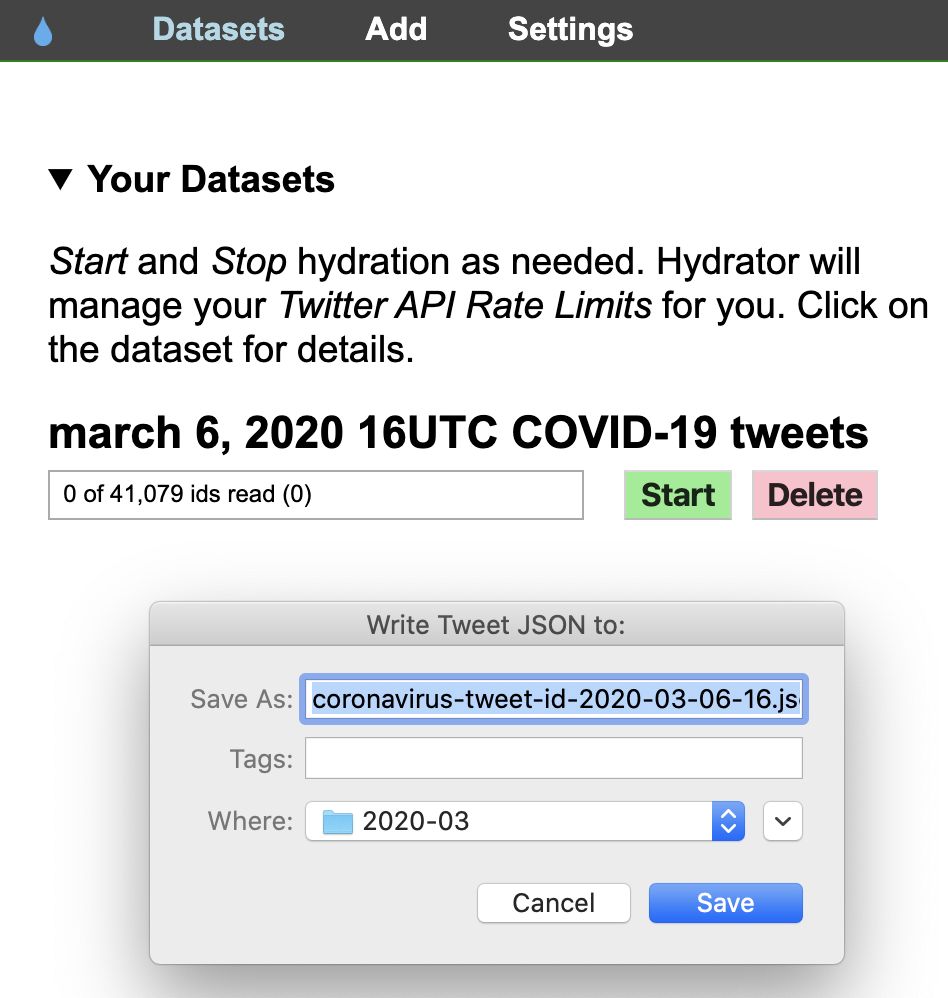 Datasets Add Settings
▼ Your Datasets
Start and Stop hydration as needed. Hydrator will
manage your Twitter API Rate Limits for you. Click on
the dataset for details.
march 6, 2020 16UTC COVID-19 tweets
0 of 41,079 ids read (0) Start Delete
Write Tweet JSON to:
Save As: coronavirus-tweet-id-2020-03-06-16.js
Tags:
Where: 2020-03
Cancel Save